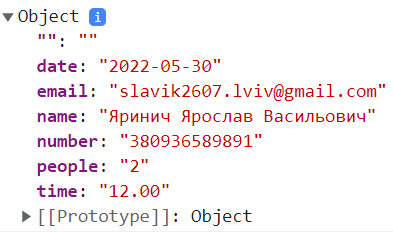 Object i
"": ""
date: "2022-05-30"
email: "slavik2607.lviv@gmail.com"
name: "Яринич Ярослав Васильович"
number: "380936589891"
people: "2"
time: "12.00"
[[Prototype]]: Object